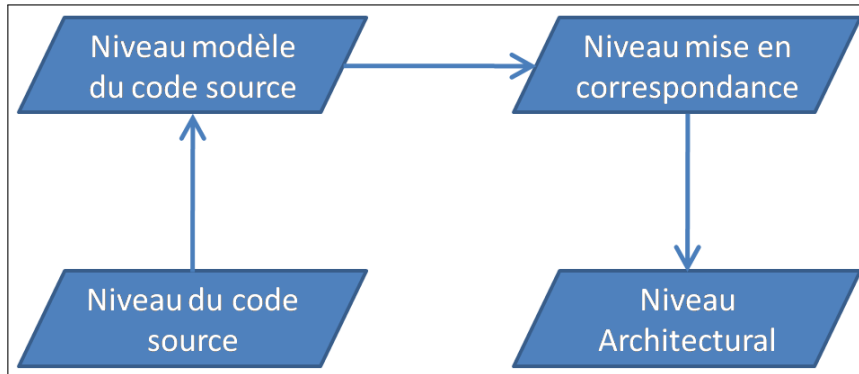 Niveau modèle
du code source
Niveau mise en
correspondance
Niveau du code
source
Niveau
Architectural